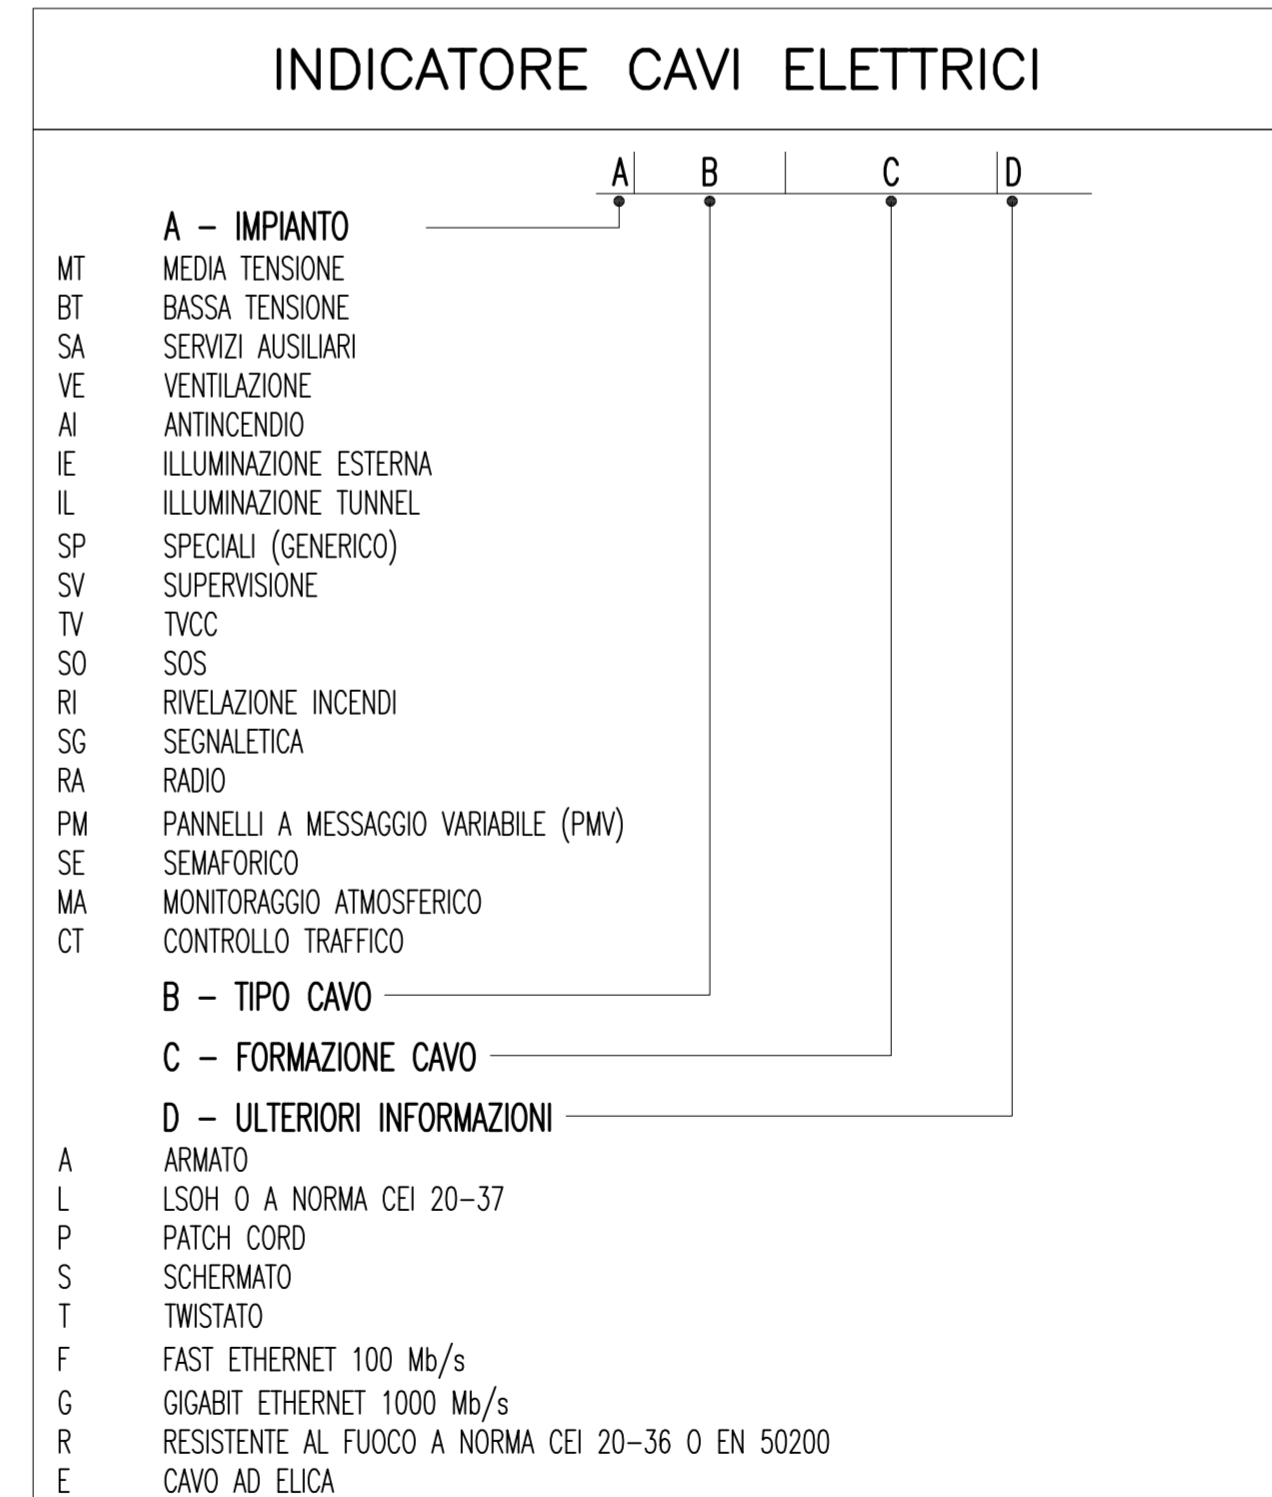 INDICATORE CAVI ELETTRICI
A B C D
A – IMPIANTO
MT MEDIA TENSIONE
BT BASSA TENSIONE
SA SERVIZI AUSILIARI
VE VENTILAZIONE
AI ANTINCENDIO
IE ILLUMINAZIONE ESTERNA
IL ILLUMINAZIONE TUNNEL
SP SPECIALI (GENERICO)
SV SUPERVISIONE
TV TVCC
SO SOS
RI RIVELAZIONE INCENDI
SG SEGNALETICA
RA RADIO
PM PANNELLI A MESSAGGIO VARIABILE (PMV)
SE SEMAFORICO
MA MONITORAGGIO ATMOSFERICO
CT CONTROLLO TRAFFICO
B – TIPO CAVO
C – FORMAZIONE CAVO
D – ULTERIORI INFORMAZIONI
A ARMATO
L LSOH O A NORMA CEI 20–37
P PATCH CORD
S SCHERMATO
T TWISTATO
F FAST ETHERNET 100 Mb/s
G GIGABIT ETHERNET 1000 Mb/s
R RESISTENTE AL FUOCO A NORMA CEI 20–36 O EN 50200
E CAVO AD ELICA